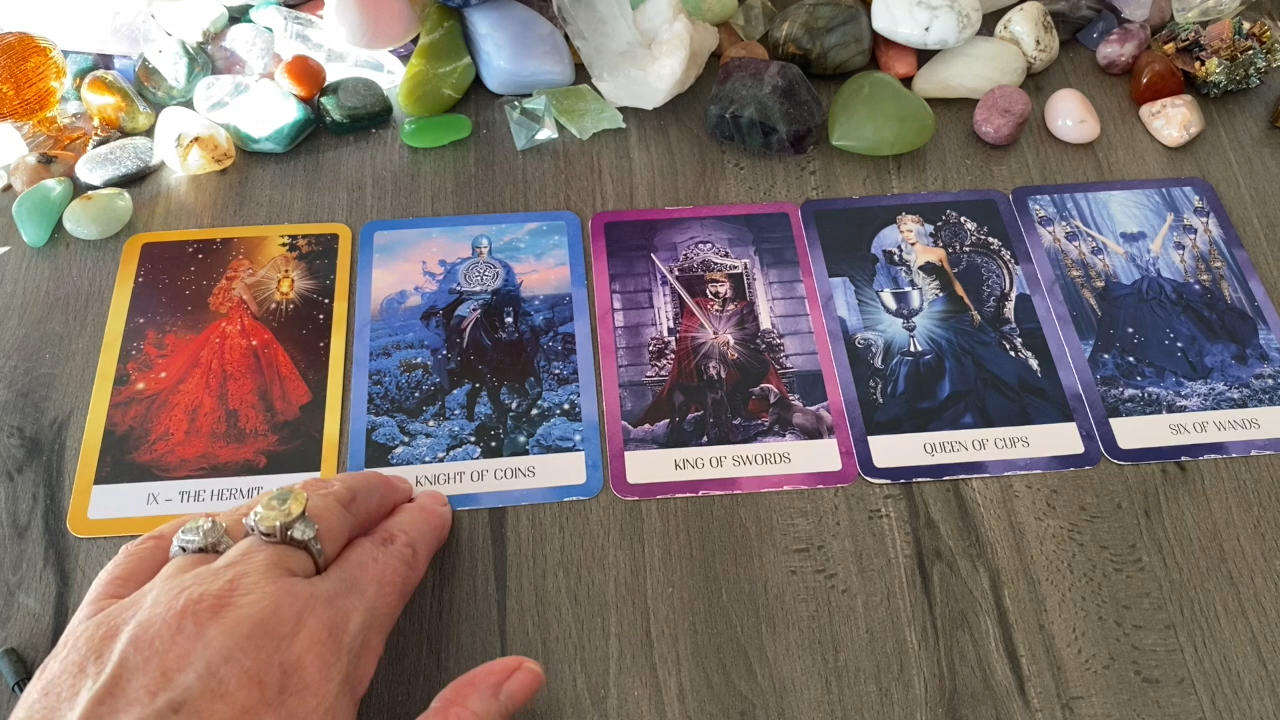 IX - THE HERMIT
KNIGHT OF COINS
KING OF SWORDS
QUEEN OF CUPS
SIX OF WANDS